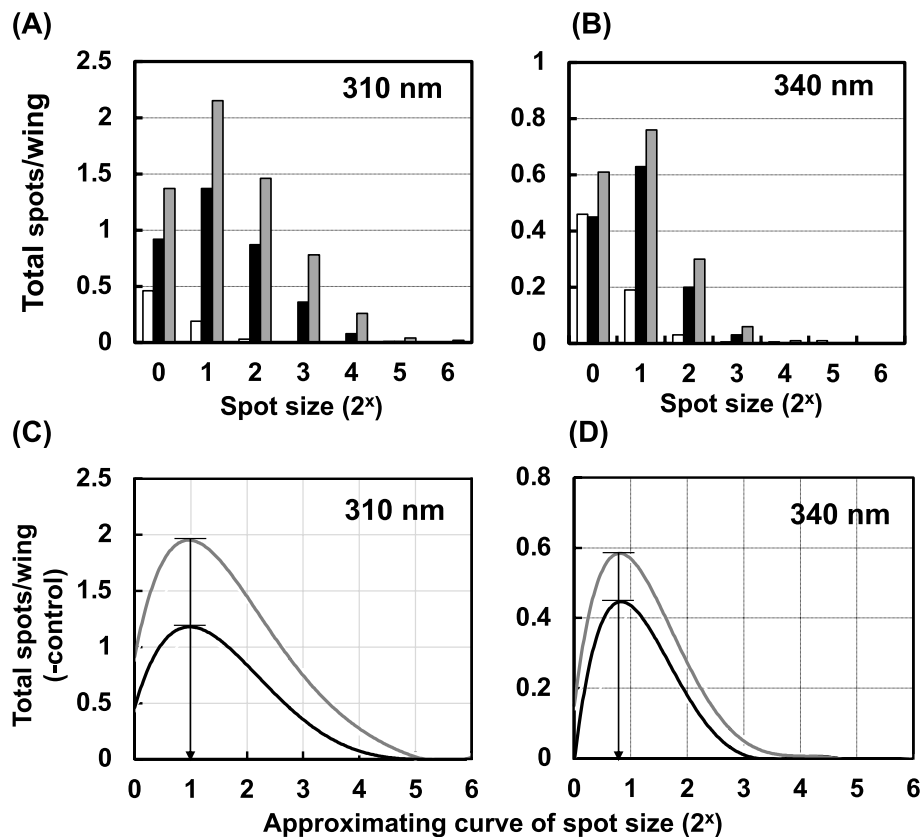 (A)
310 nm
2.5
2
1.5
1
0.5
0
Total spots/wing
0 1 2 3 4 5 6
Spot size (2ˣ)
(B)
340 nm
1
0.8
0.6
0.4
0.2
0
0 1 2 3 4 5 6
Spot size (2ˣ)
(C)
310 nm
2.5
2
1.5
1
0.5
0
Total spots/wing
(-control)
0 1 2 3 4 5 6
(D)
340 nm
0.8
0.6
0.4
0.2
0
0 1 2 3 4 5 6
Approximating curve of spot size (2ˣ)